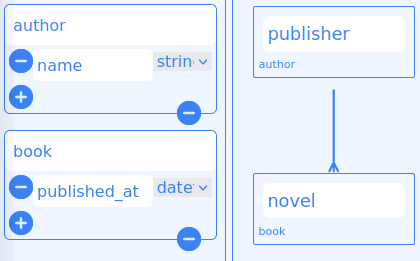 author
name
strin
book
published_at
date
publisher
author
novel
book